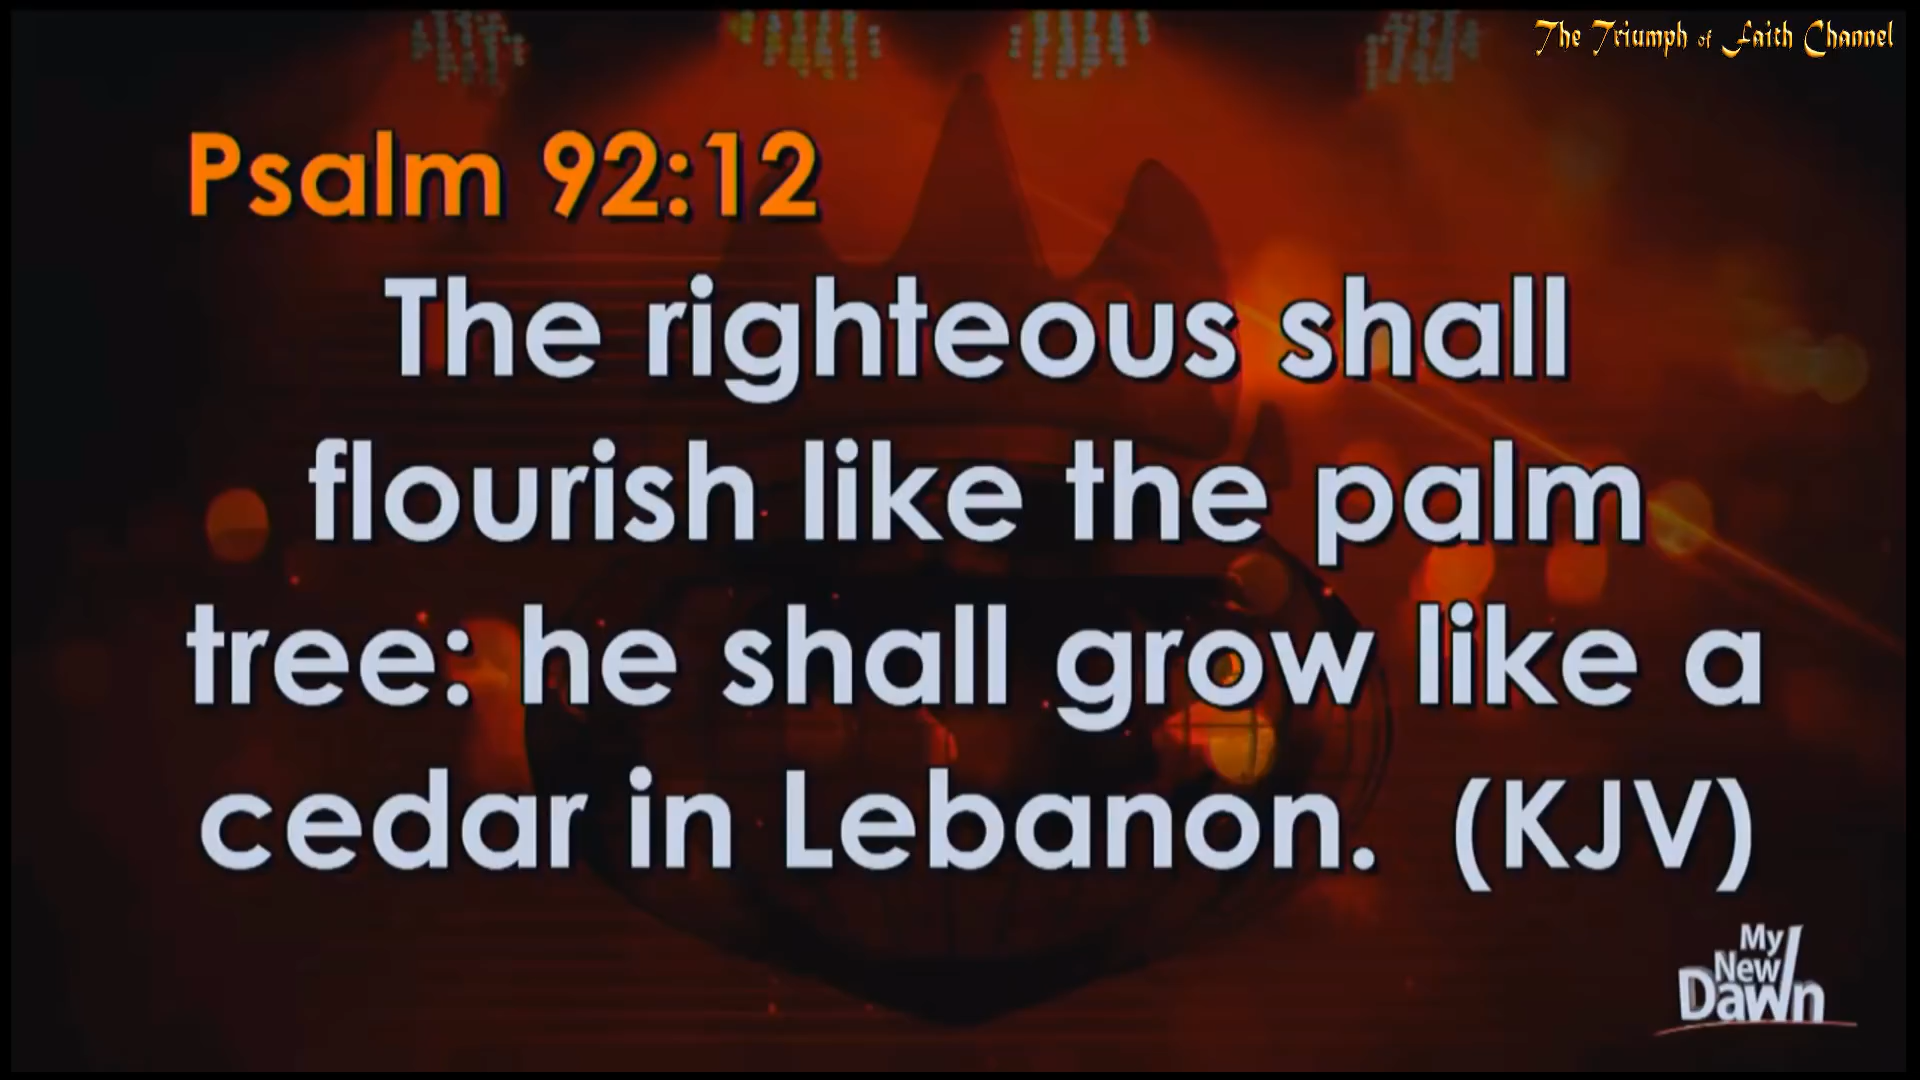 The Triumph of Faith Channel
Psalm 92:12
The righteous shall
flourish like the palm
tree: he shall grow like a
cedar in Lebanon.  (KJV)
My
New
Dawn